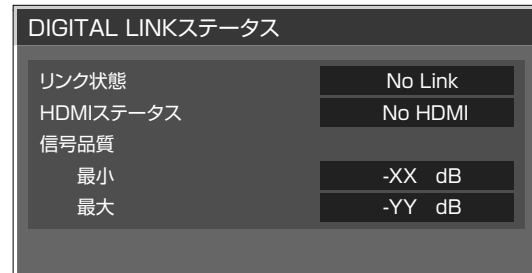 DIGITAL LINKステータス
リンク状態 No Link
HDMIステータス No HDMI
信号品質
最小 -XX dB
最大 -YY dB